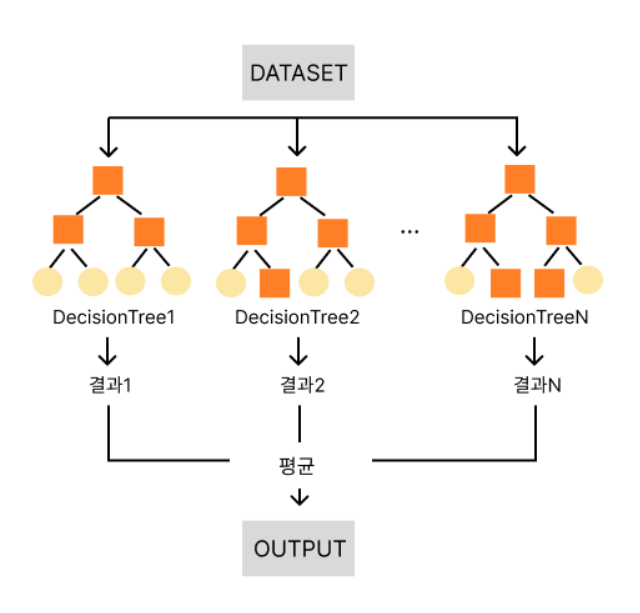 DATASET
...
DecisionTree1
DecisionTree2
DecisionTreeN
결과1
결과2
결과N
평균
OUTPUT